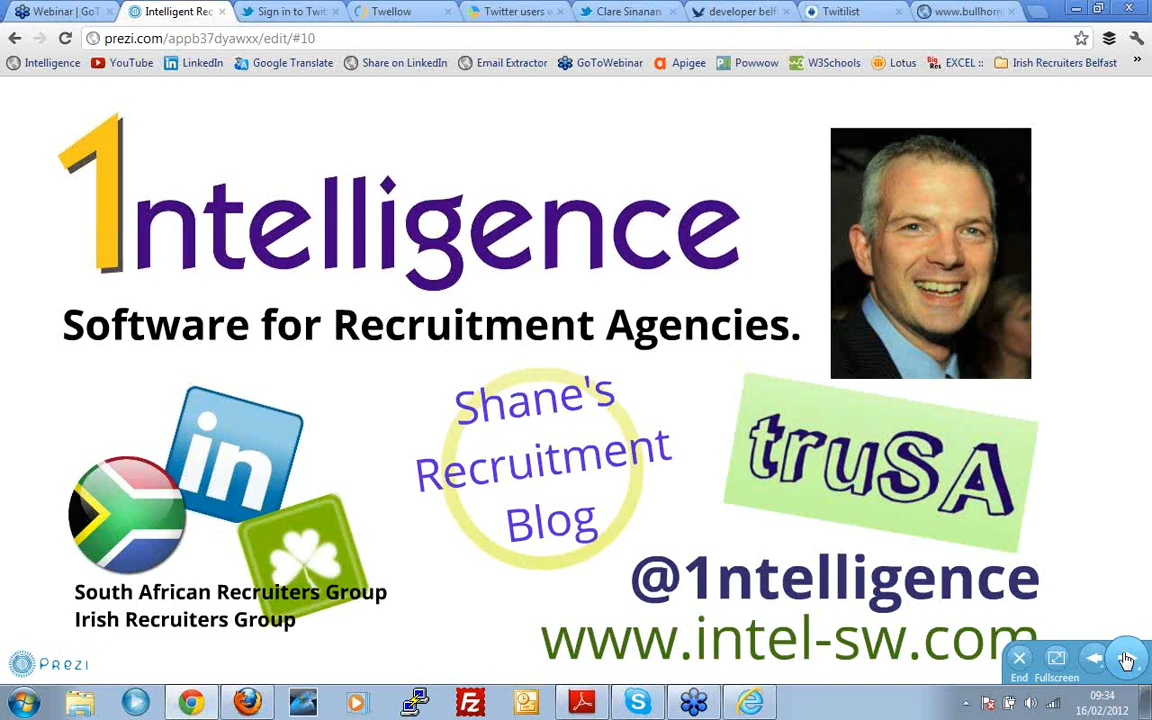 Webinar | GoT
Intelligent Rec
Sign in to Twit
Twellow
Twitter users w
Clare Sinanan
developer belf
Twitilist
www.bullhorn
prezi.com/appb37dyawxx/edit/#10
Intelligence
YouTube
LinkedIn
Google Translate
Share on LinkedIn
Email Extractor
GoToWebinar
Apigee
Powwow
W3Schools
Lotus
EXCEL ::
Irish Recruiters Belfast
1ntelligence
Software for Recruitment Agencies.
in
Shane's
Recruitment
Blog
truSA
South African Recruiters Group
Irish Recruiters Group
@1ntelligence
www.intel-sw.com
Prezi
End
Fullscreen
09:34
16/02/2012